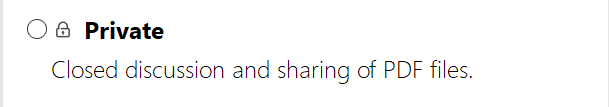 Private
Closed discussion and sharing of PDF files.